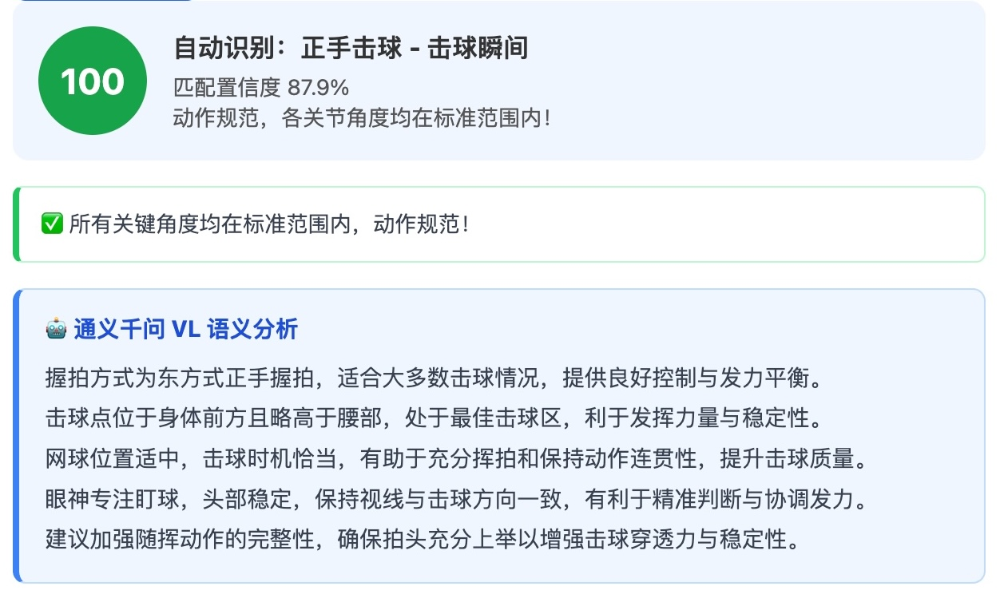 100
自动识别：正手击球 - 击球瞬间
匹配置信度 87.9%
动作规范，各关节角度均在标准范围内！
✅ 所有关键角度均在标准范围内，动作规范！
🤖 通义千问 VL 语义分析
握拍方式为东方式正手握拍，适合大多数击球情况，提供良好控制与发力平衡。
击球点位于身体前方且略高于腰部，处于最佳击球区，利于发挥力量与稳定性。
网球位置适中，击球时机恰当，有助于充分挥拍和保持动作连贯性，提升击球质量。
眼神专注盯球，头部稳定，保持视线与击球方向一致，有利于精准判断与协调发力。
建议加强随挥动作的完整性，确保拍头充分上举以增强击球穿透力与稳定性。